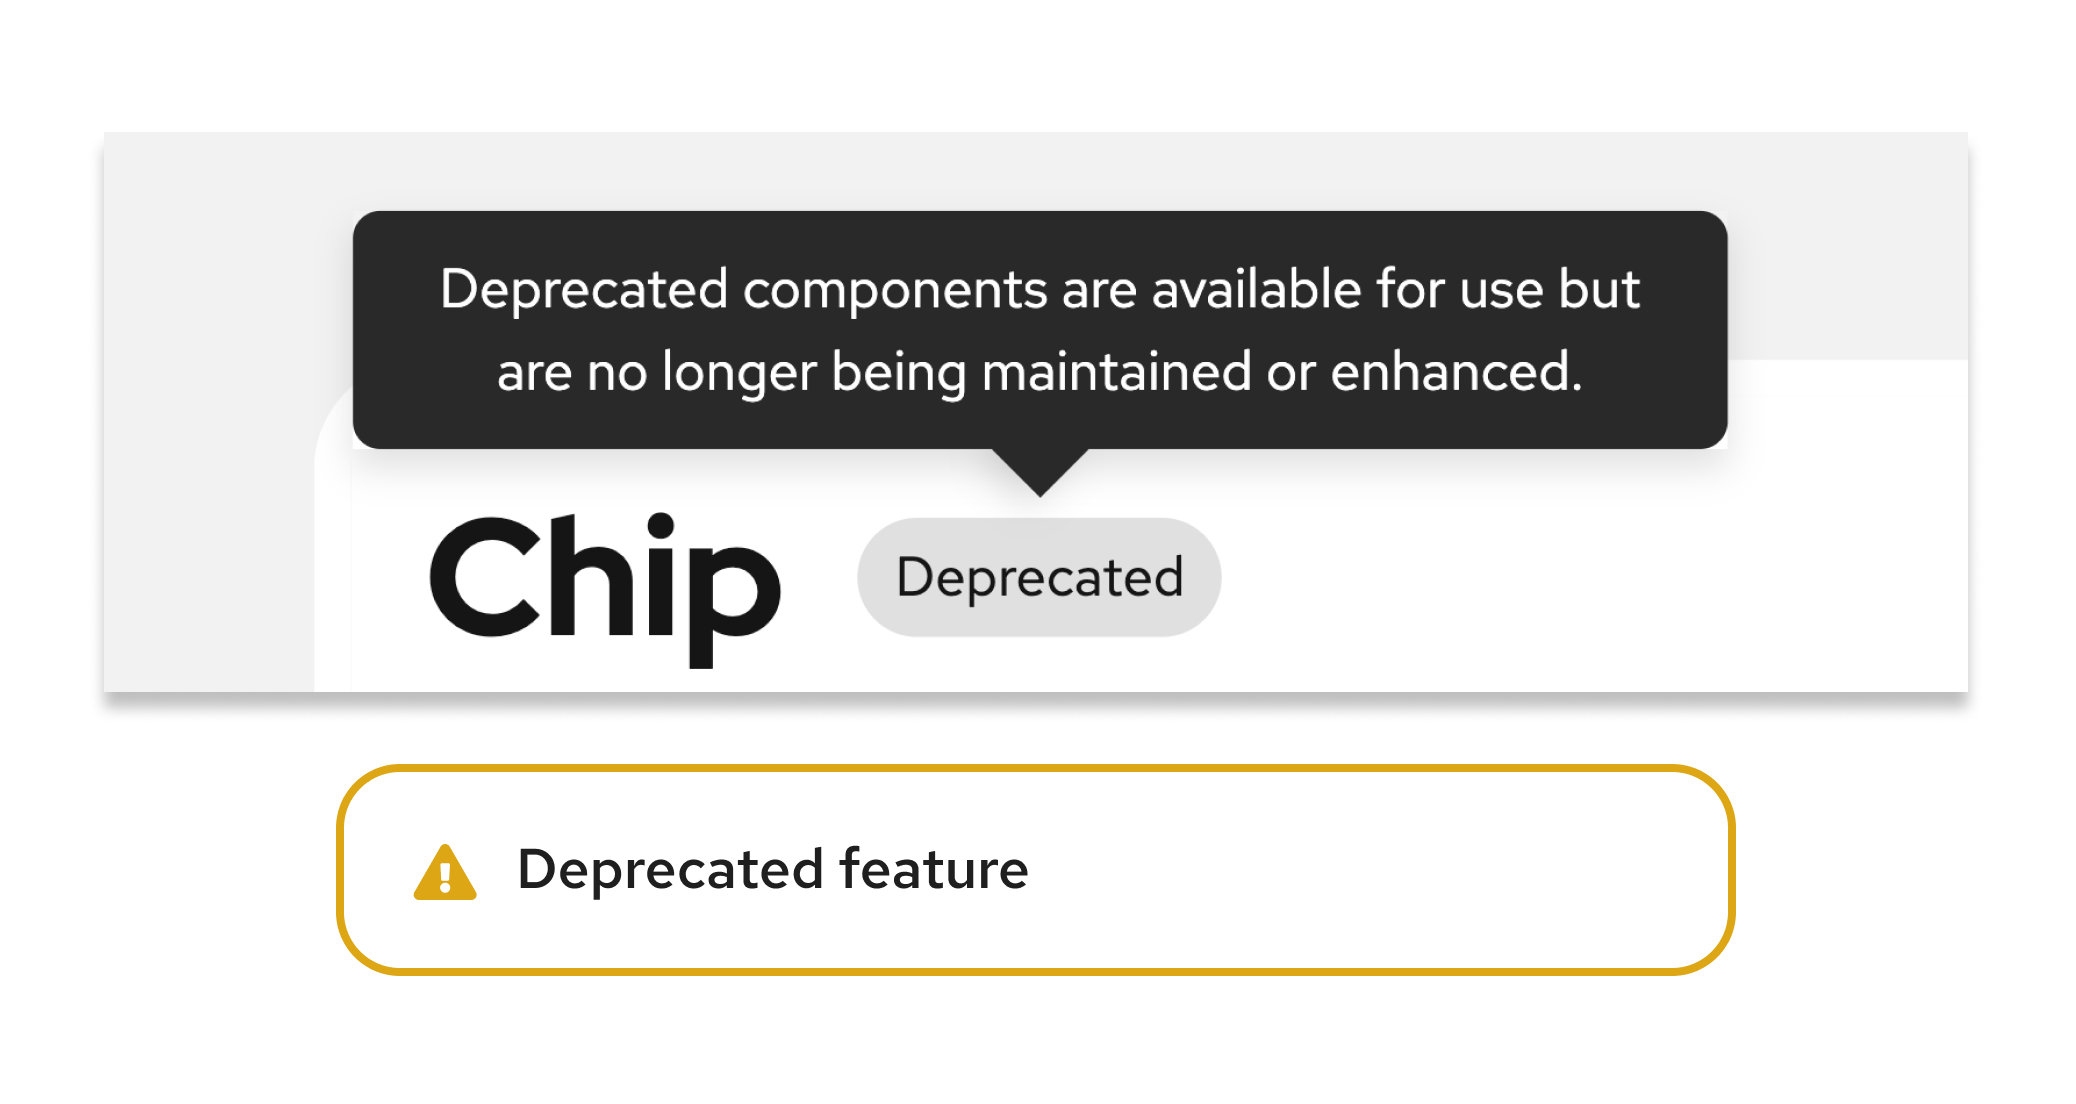 Deprecated components are available for use but
are no longer being maintained or enhanced.
Chip Deprecated
Deprecated feature